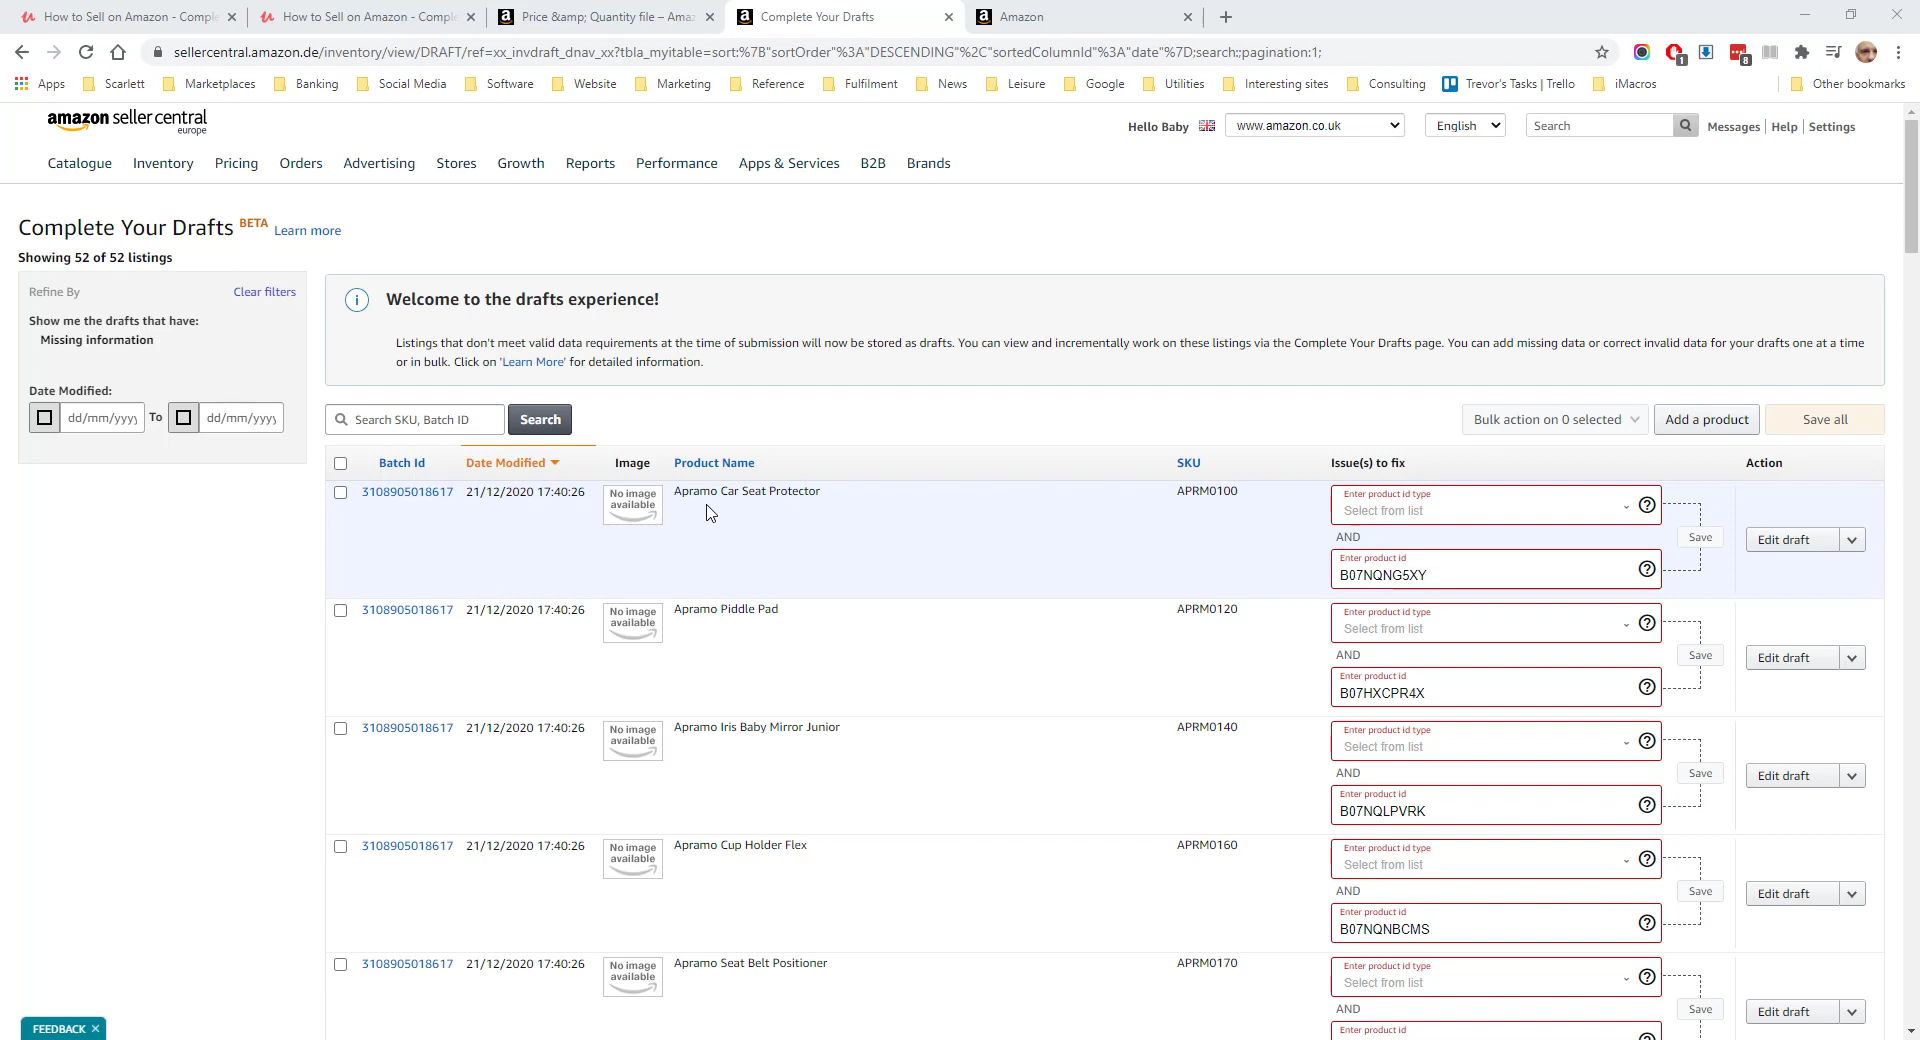 How to Sell on Amazon - Comple
How to Sell on Amazon - Comple
Price &amp; Quantity file – Ama
Complete Your Drafts
Amazon
sellercentral.amazon.de/inventory/view/DRAFT/ref=xx_invdraft_dnav_xx?tbla_myitable=sort:%7B"sortOrder"%3A"DESCENDING"%2C"sortedColumnId"%3A"date"%7D;search:;pagination:1;
1
8
Apps
Scarlett
Marketplaces
Banking
Social Media
Software
Website
Marketing
Reference
Fulfilment
News
Leisure
Google
Utilities
Interesting sites
Consulting
Trevor's Tasks | Trello
iMacros
Other bookmarks
amazon seller central
europe
Hello Baby
www.amazon.co.uk
English
Search
Messages | Help | Settings
Catalogue
Inventory
Pricing
Orders
Advertising
Stores
Growth
Reports
Performance
Apps & Services
B2B
Brands
Complete Your Drafts BETA Learn more
Showing 52 of 52 listings
Refine By
Clear filters
Show me the drafts that have:
Missing information
Date Modified:
dd/mm/yyyy To dd/mm/yyyy
Welcome to the drafts experience!
Listings that don't meet valid data requirements at the time of submission will now be stored as drafts. You can view and incrementally work on these listings via the Complete Your Drafts page. You can add missing data or correct invalid data for your drafts one at a time
or in bulk. Click on 'Learn More' for detailed information.
Search SKU, Batch ID
Search
Bulk action on 0 selected
Add a product
Save all
Batch Id
Date Modified
Image
Product Name
SKU
Issue(s) to fix
Action
3108905018617
21/12/2020 17:40:26
No image
available
Apramo Car Seat Protector
APRM0100
Enter product id type
Select from list
AND
Enter product id
B07NQNG5XY
Save
Edit draft
3108905018617
21/12/2020 17:40:26
No image
available
Apramo Piddle Pad
APRM0120
Enter product id type
Select from list
AND
Enter product id
B07HXCPR4X
Save
Edit draft
3108905018617
21/12/2020 17:40:26
No image
available
Apramo Iris Baby Mirror Junior
APRM0140
Enter product id type
Select from list
AND
Enter product id
B07NQLPVRK
Save
Edit draft
3108905018617
21/12/2020 17:40:26
No image
available
Apramo Cup Holder Flex
APRM0160
Enter product id type
Select from list
AND
Enter product id
B07NQNBCMS
Save
Edit draft
3108905018617
21/12/2020 17:40:26
No image
available
Apramo Seat Belt Positioner
APRM0170
Enter product id type
Select from list
AND
Enter product id
Save
Edit draft
FEEDBACK